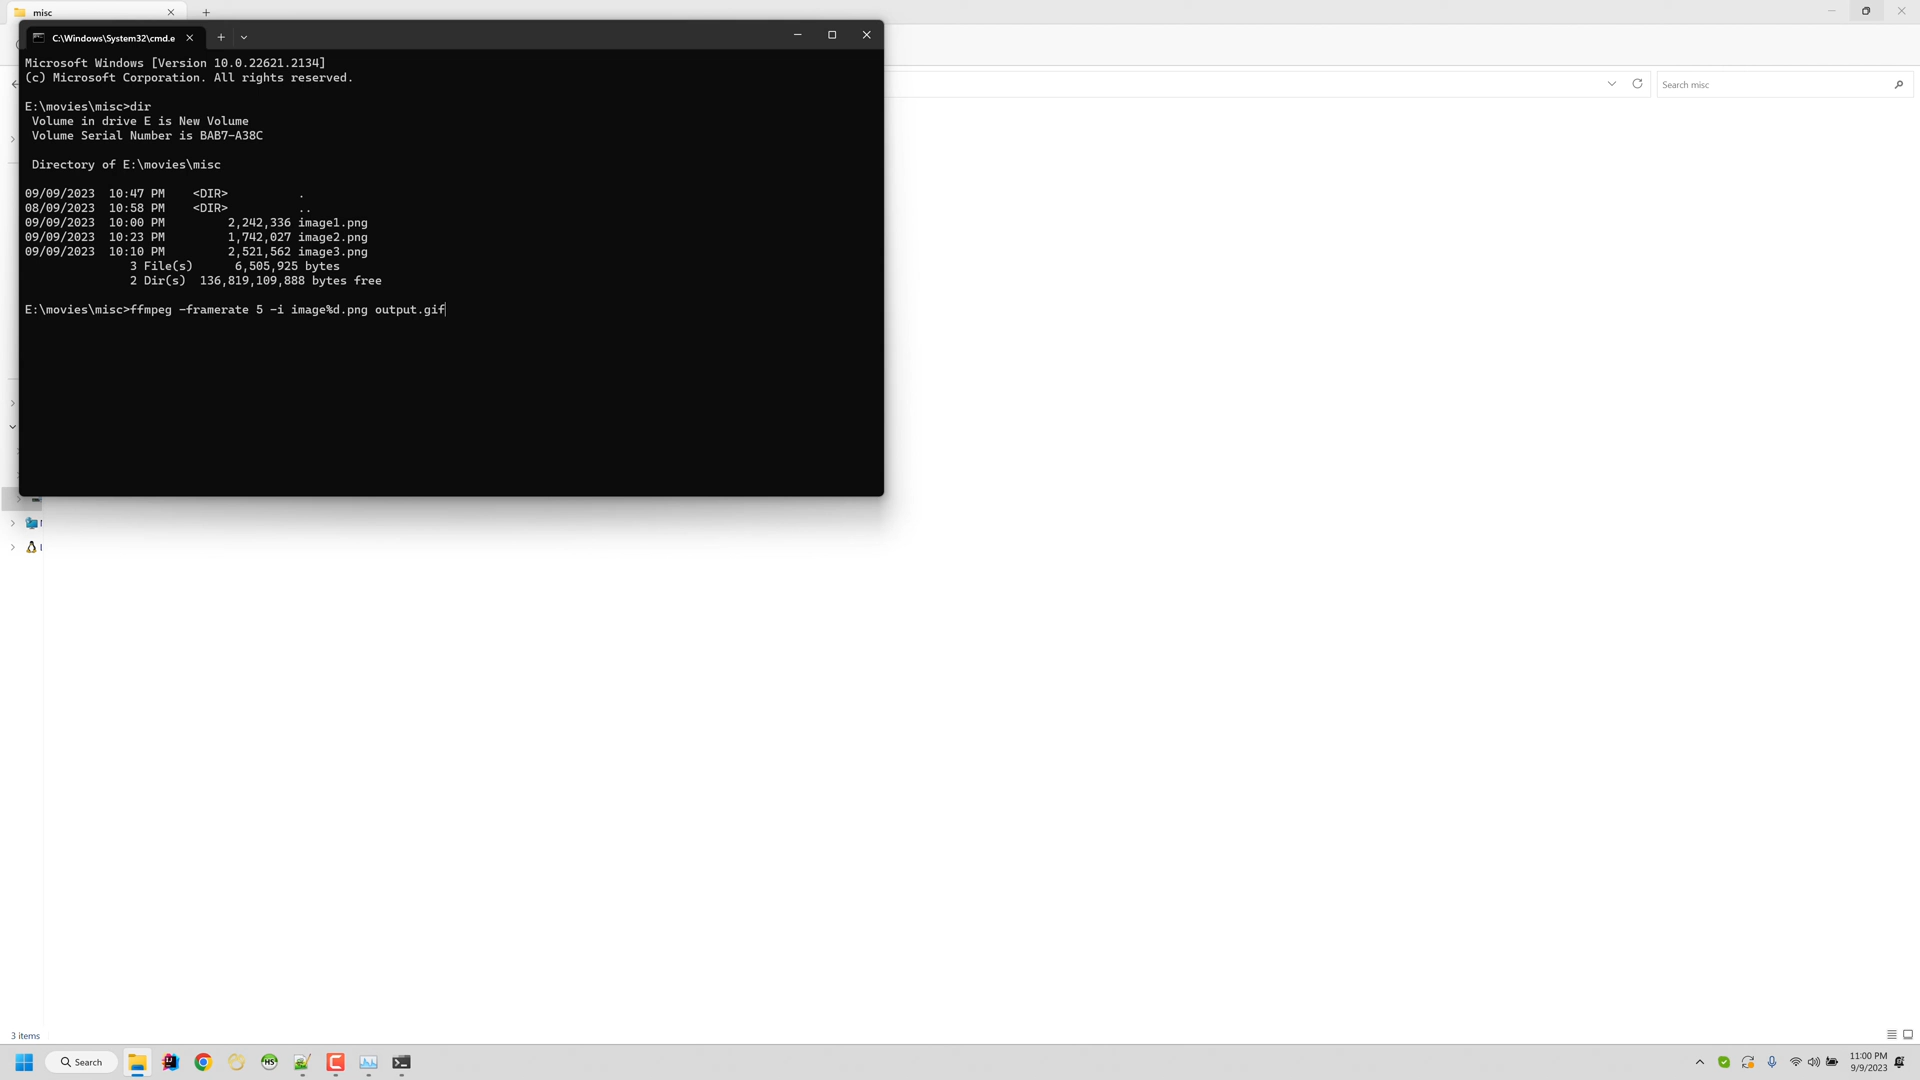 misc
C:\Windows\System32\cmd.e
Microsoft Windows [Version 10.0.22621.2134]
(c) Microsoft Corporation. All rights reserved.
Search misc
E:\movies\misc>dir
 Volume in drive E is New Volume
 Volume Serial Number is BAB7-A38C
 Directory of E:\movies\misc
09/09/2023  10:47 PM    <DIR>          .
08/09/2023  10:58 PM    <DIR>          ..
09/09/2023  10:00 PM         2,242,336 image1.png
09/09/2023  10:23 PM         1,742,027 image2.png
09/09/2023  10:10 PM         2,521,562 image3.png
               3 File(s)      6,505,925 bytes
               2 Dir(s)  136,819,109,888 bytes free
E:\movies\misc>ffmpeg -framerate 5 -i image%d.png output.gif
3 items
Search
11:00 PM
9/9/2023